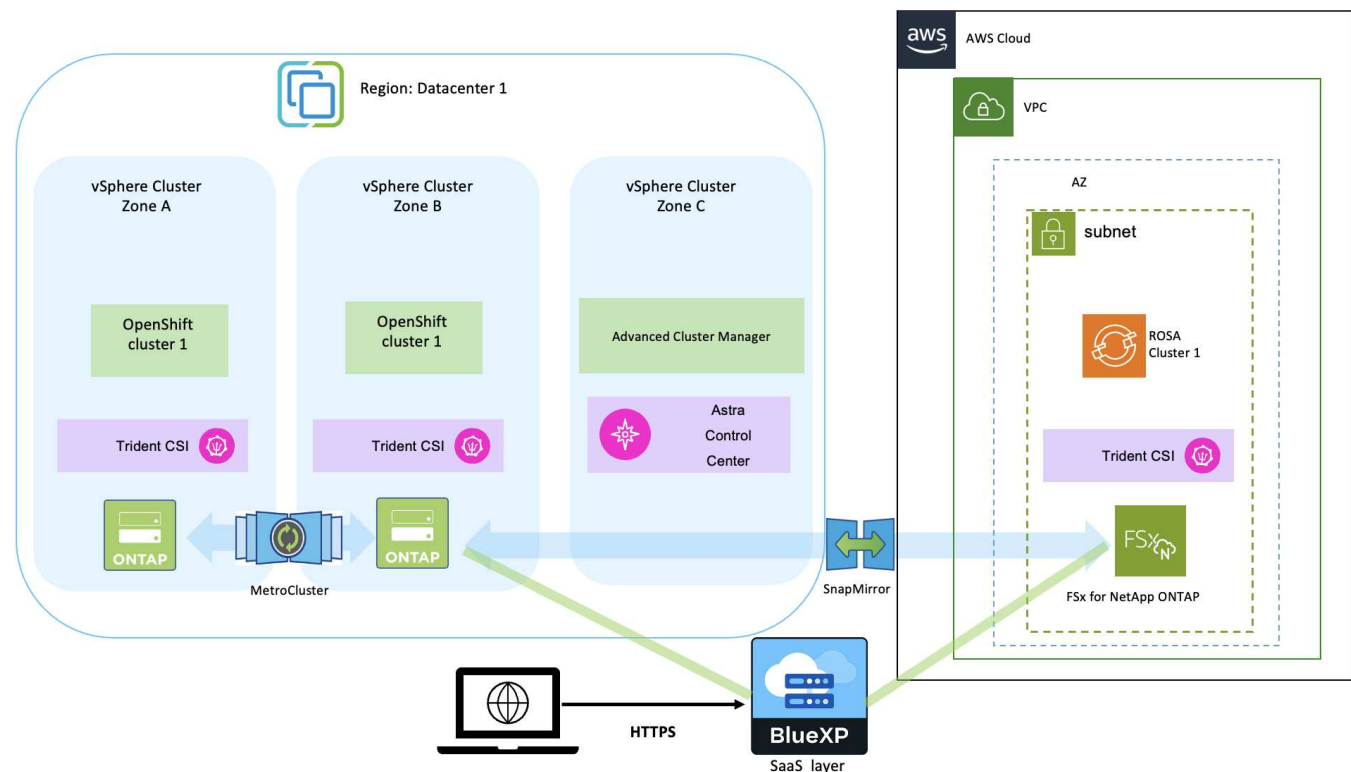 Region: Datacenter 1
vSphere Cluster
Zone A
OpenShift
cluster 1
Trident CSI
ONTAP
MetroCluster
vSphere Cluster
Zone B
OpenShift
cluster 1
Trident CSI
ONTAP
vSphere Cluster
Zone C
Advanced Cluster Manager
Astra
Control
Center
SnapMirror
aws
AWS Cloud
VPC
AZ
subnet
ROSA
Cluster 1
Trident CSI
FSx
N
FSx for NetApp ONTAP
HTTPS
BlueXP
SaaS layer